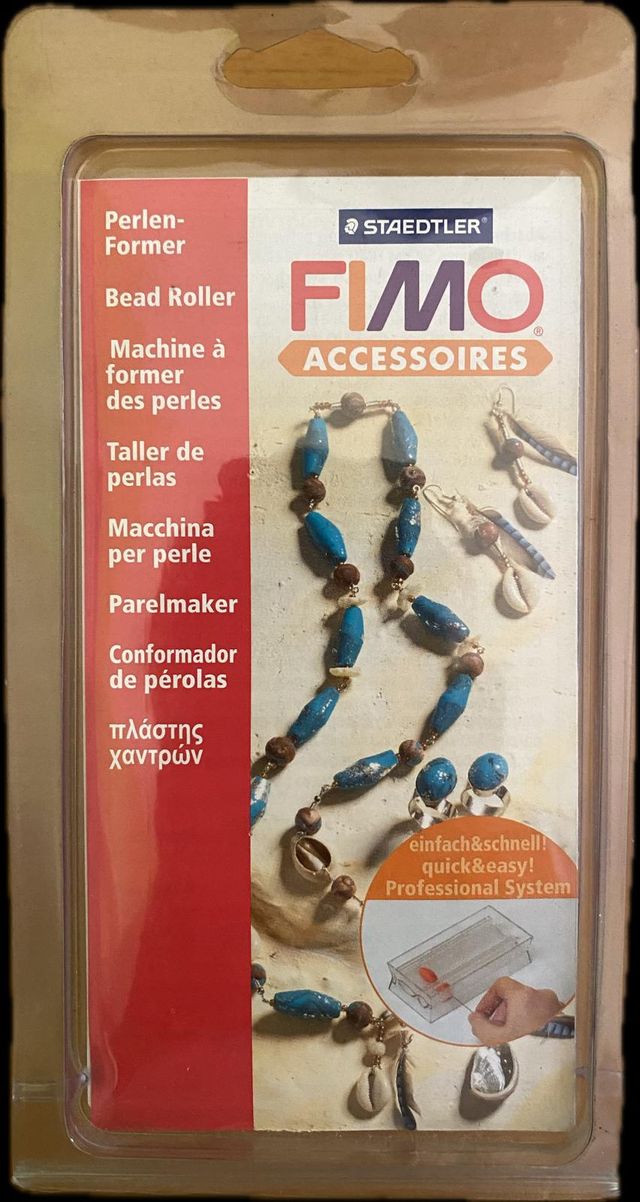 Perlen-
Former
Bead Roller
Machine à
former
des perles
Taller de
perlas
Macchina
per perle
Parelmaker
Conformador
de pérolas
πλάστης
χαντρών
STAEDTLER®
FIMO®
ACCESSOIRES
einfach&schnell!
quick&easy!
Professional System